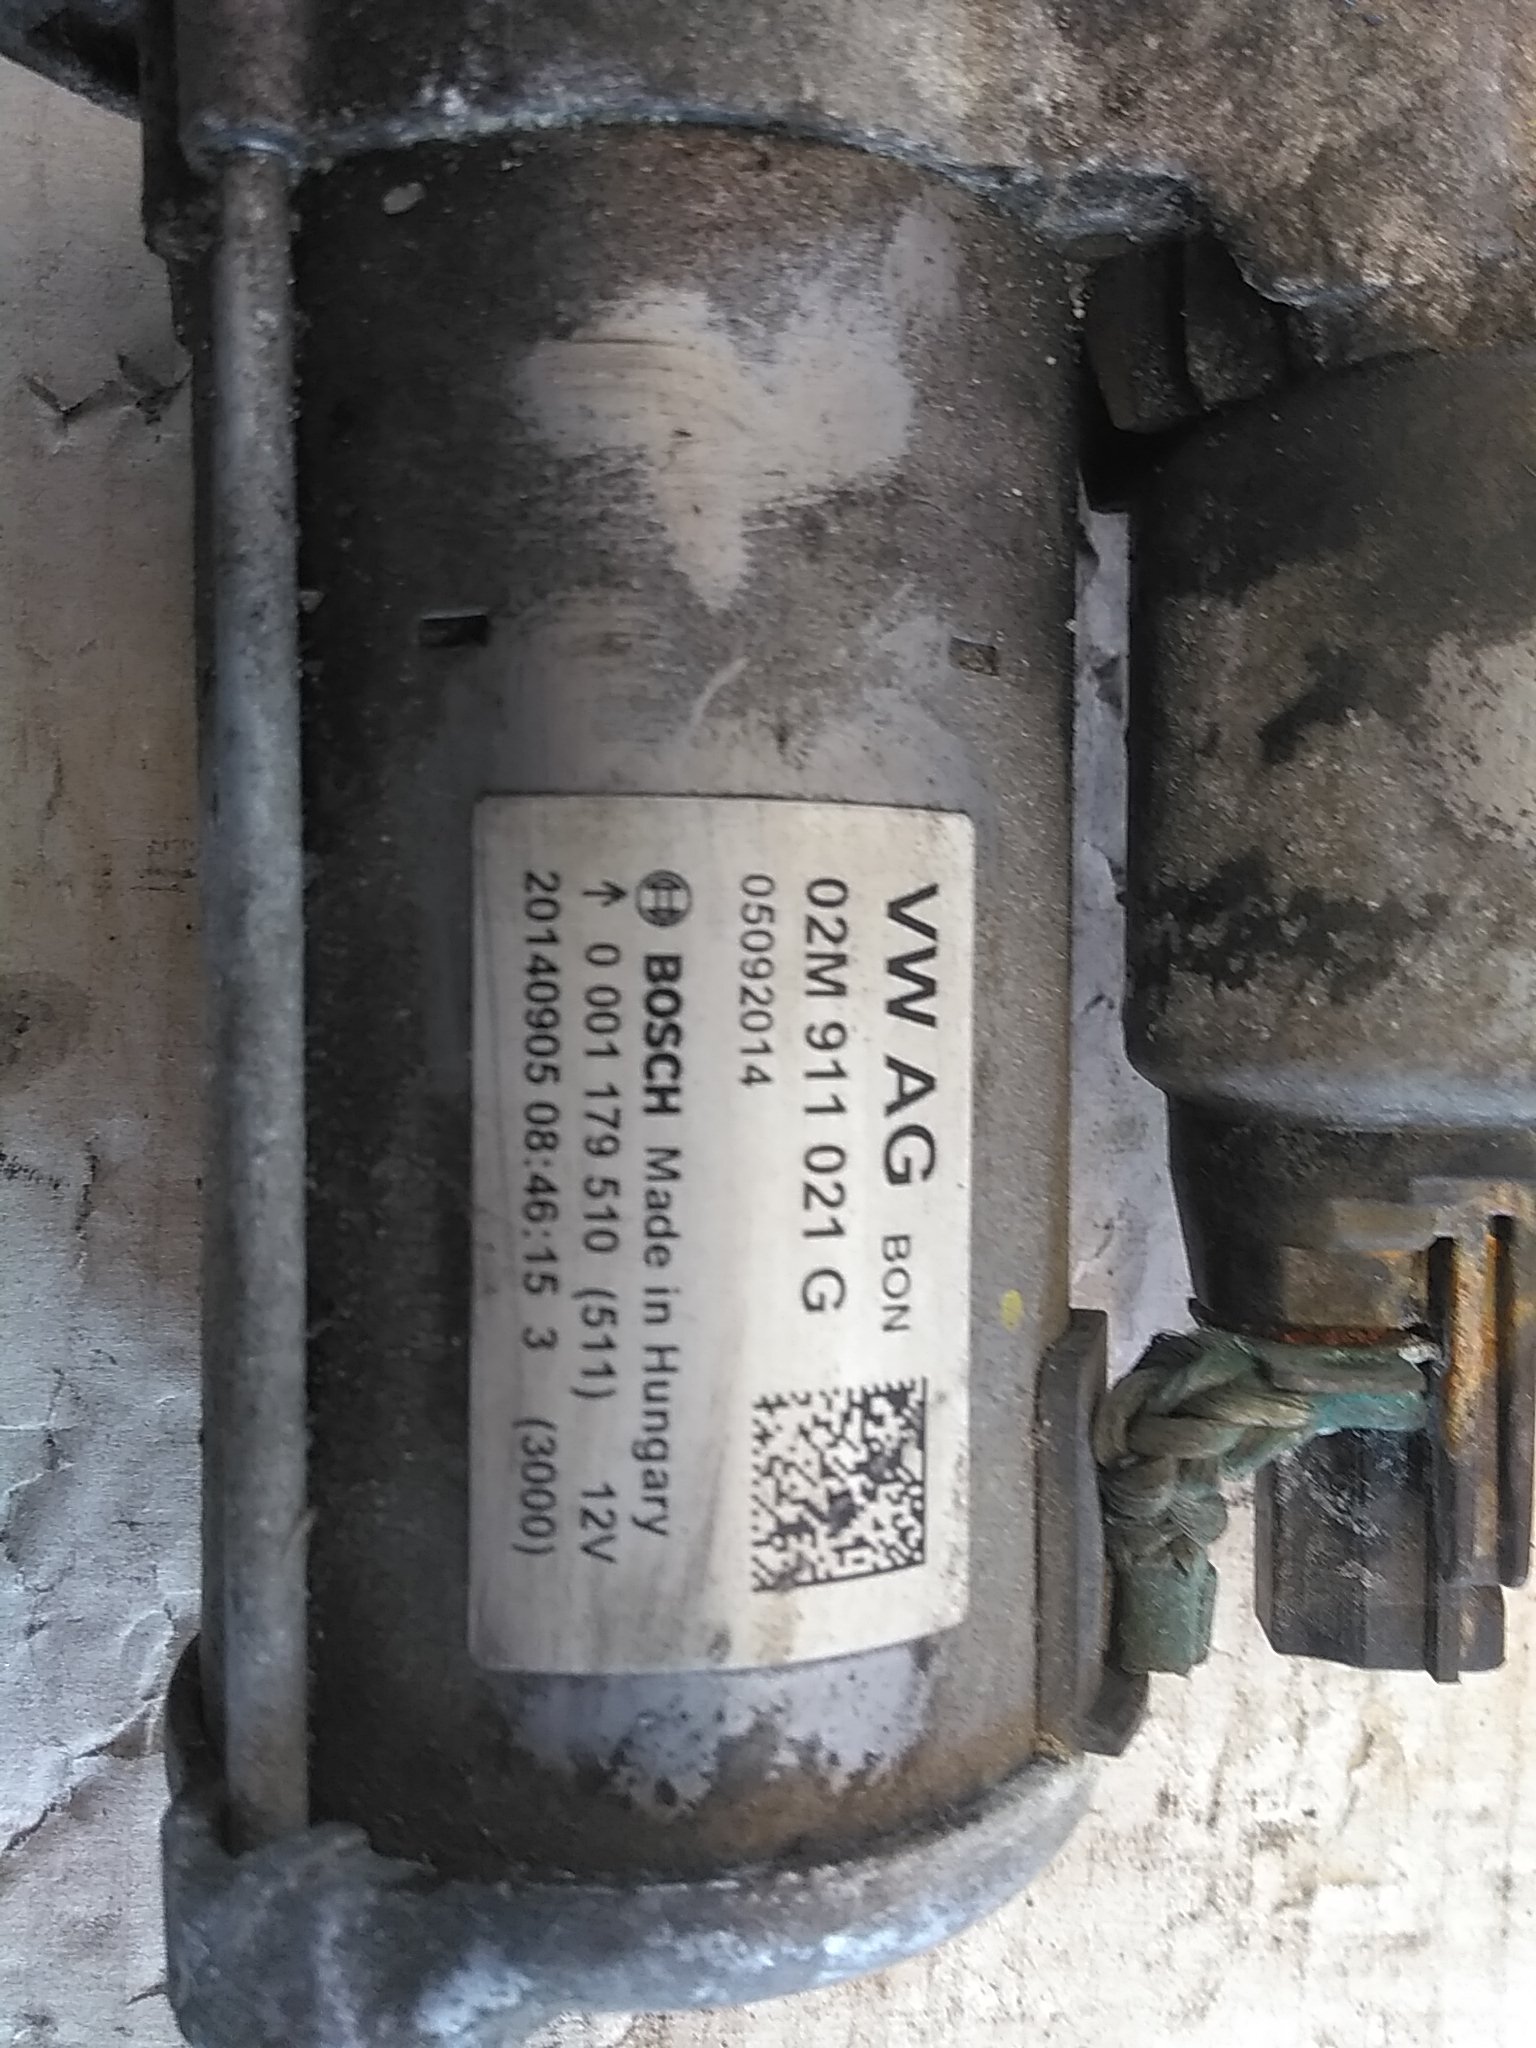 VW AG BON
02M 911 021 G
05092014
BOSCH Made in Hungary
→ 0 001 179 510 (511) 12V
20140905 08:46:15 3 (3000)